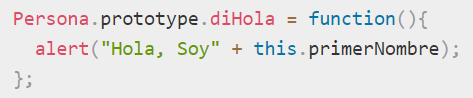 Persona.prototype.diHola = function(){
  alert("Hola, Soy" + this.primerNombre);
};